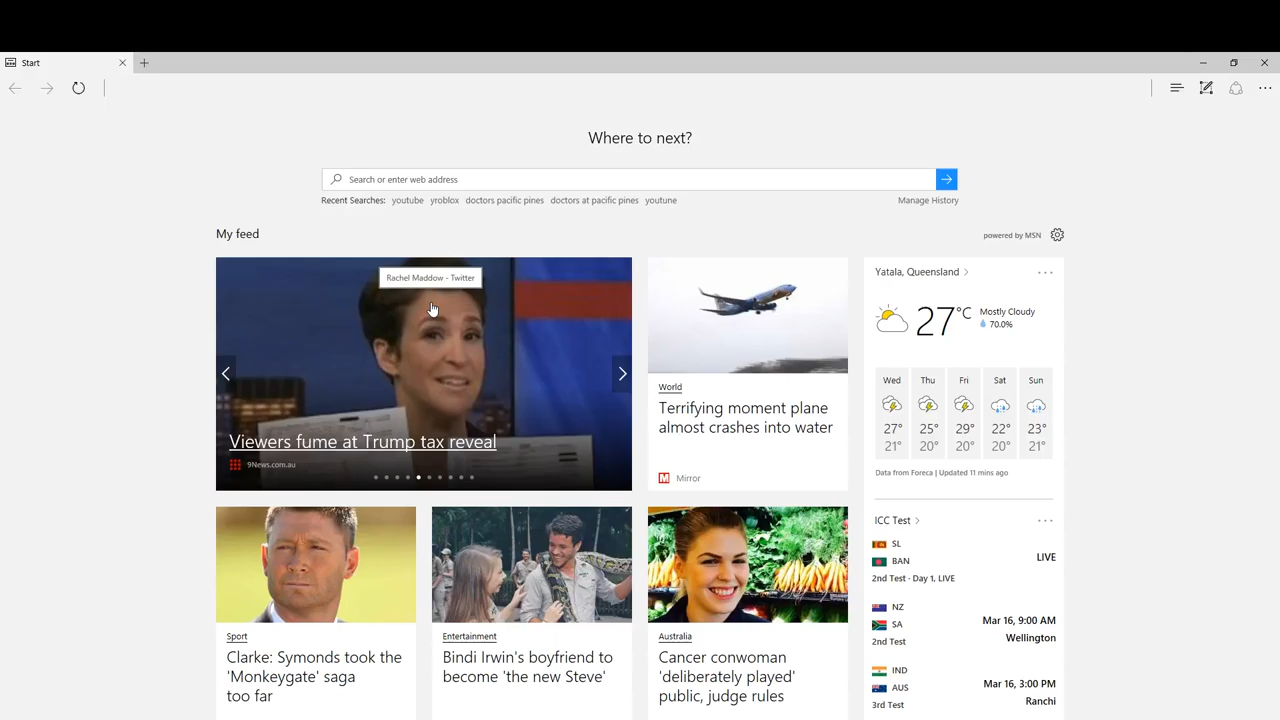 Start
Where to next?
Search or enter web address
Recent Searches: youtube yroblox doctors pacific pines doctors at pacific pines youtune
Manage History
My feed
powered by MSN
Rachel Maddow - Twitter
Viewers fume at Trump tax reveal
9News.com.au
World
Terrifying moment plane
almost crashes into water
M Mirror
Yatala, Queensland
27°C
Mostly Cloudy
70.0%
Wed Thu Fri Sat Sun
27° 25° 29° 22° 23°
21° 20° 20° 20° 21°
Data from Foreca | Updated 11 mins ago
ICC Test
SL
BAN
LIVE
2nd Test - Day 1, LIVE
NZ
SA
2nd Test
Mar 16, 9:00 AM
Wellington
IND
AUS
3rd Test
Mar 16, 3:00 PM
Ranchi
Sport
Clarke: Symonds took the
'Monkeygate' saga
too far
Entertainment
Bindi Irwin's boyfriend to
become 'the new Steve'
Australia
Cancer conwoman
'deliberately played'
public, judge rules